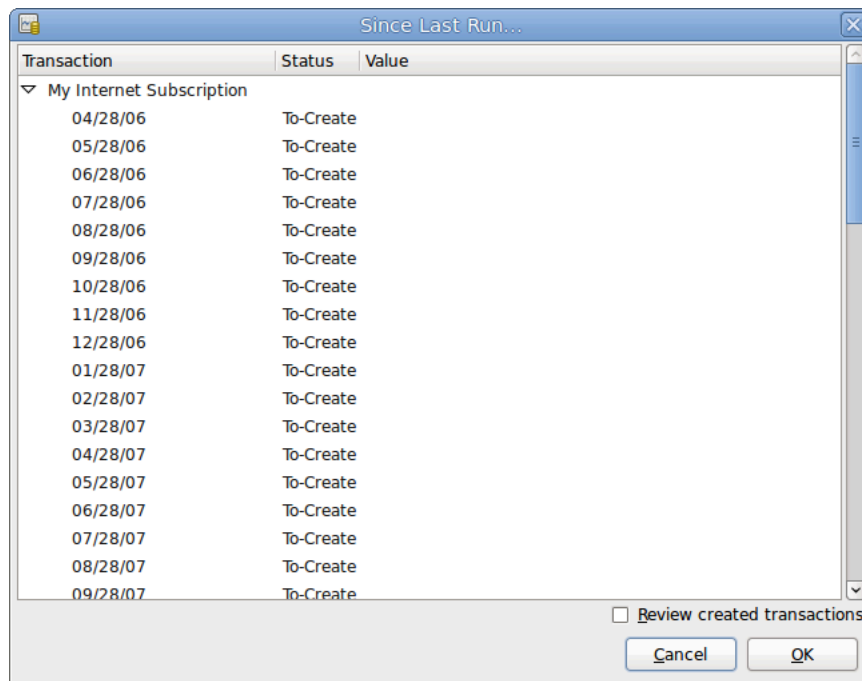 Since Last Run...
Transaction Status Value
My Internet Subscription
04/28/06 To-Create
05/28/06 To-Create
06/28/06 To-Create
07/28/06 To-Create
08/28/06 To-Create
09/28/06 To-Create
10/28/06 To-Create
11/28/06 To-Create
12/28/06 To-Create
01/28/07 To-Create
02/28/07 To-Create
03/28/07 To-Create
04/28/07 To-Create
05/28/07 To-Create
06/28/07 To-Create
07/28/07 To-Create
08/28/07 To-Create
09/28/07 To-Create
Review created transactions
Cancel OK